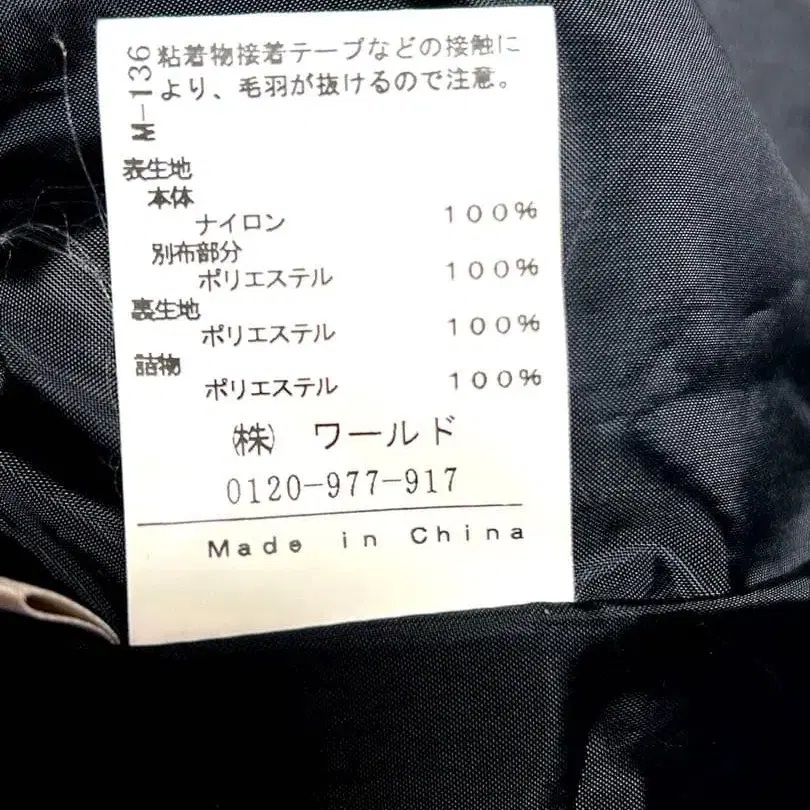 M-136
粘着物接着テープなどの接触に
より、毛羽が抜けるので注意。
表生地
本体
ナイロン 100%
別布部分
ポリエステル 100%
裏生地
ポリエステル 100%
詰物
ポリエステル 100%
㈱ ワールド
0120-977-917
Made in China